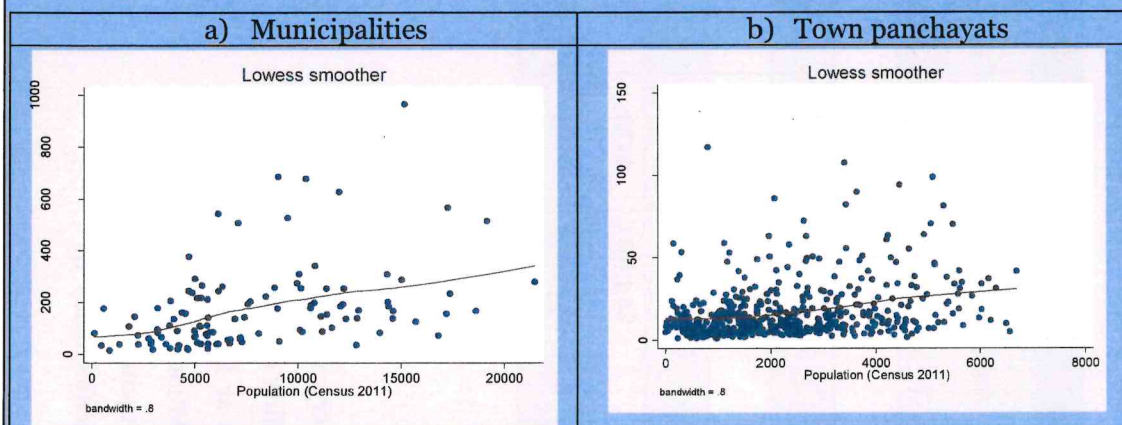 a) Municipalities
b) Town panchayats
Lowess smoother
1000
800
600
400
200
0
0
5000
10000
15000
20000
Population (Census 2011)
bandwidth = .8
Lowess smoother
150
100
50
0
0
2000
4000
6000
8000
Population (Census 2011)
bandwidth = .8